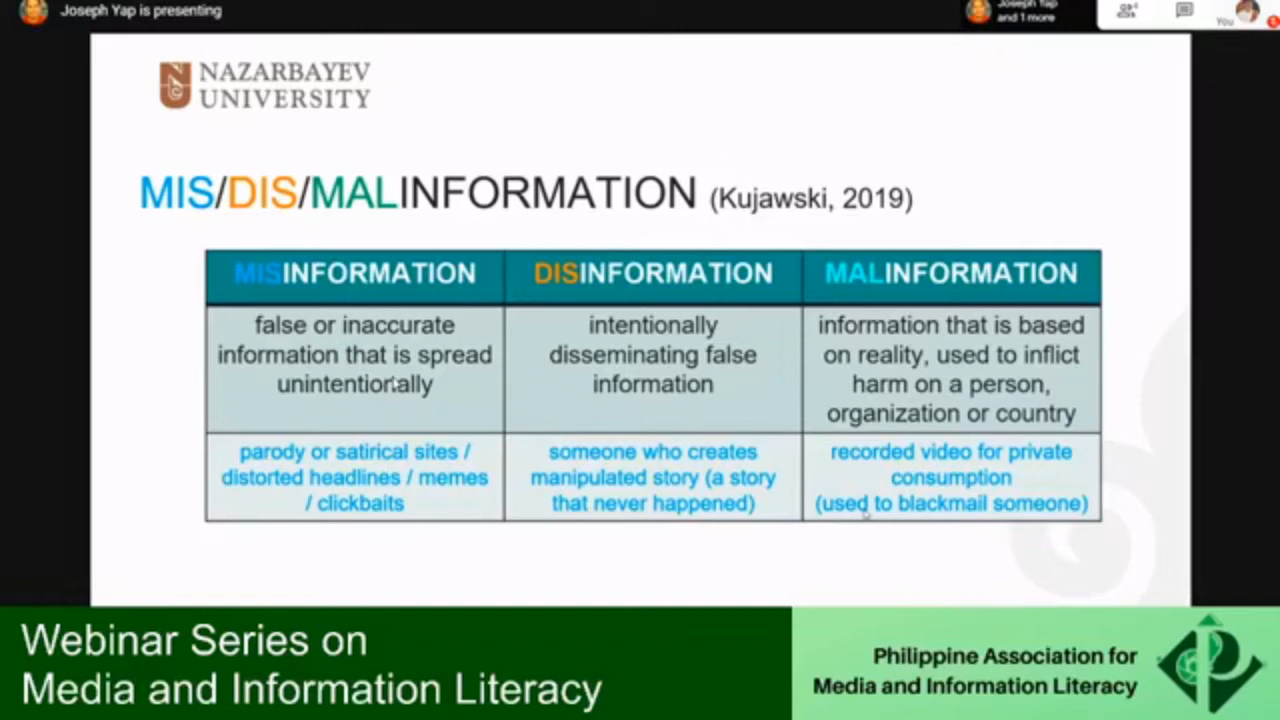 Joseph Yap is presenting
Joseph Yap
and 1 more
You
NAZARBAYEV
UNIVERSITY
MIS/DIS/MALINFORMATION (Kujawski, 2019)
MISINFORMATION
DISINFORMATION
MALINFORMATION
false or inaccurate
information that is spread
unintentionally
intentionally
disseminating false
information
information that is based
on reality, used to inflict
harm on a person,
organization or country
parody or satirical sites /
distorted headlines / memes
/ clickbaits
someone who creates
manipulated story (a story
that never happened)
recorded video for private
consumption
(used to blackmail someone)
Webinar Series on
Media and Information Literacy
Philippine Association for
Media and Information Literacy